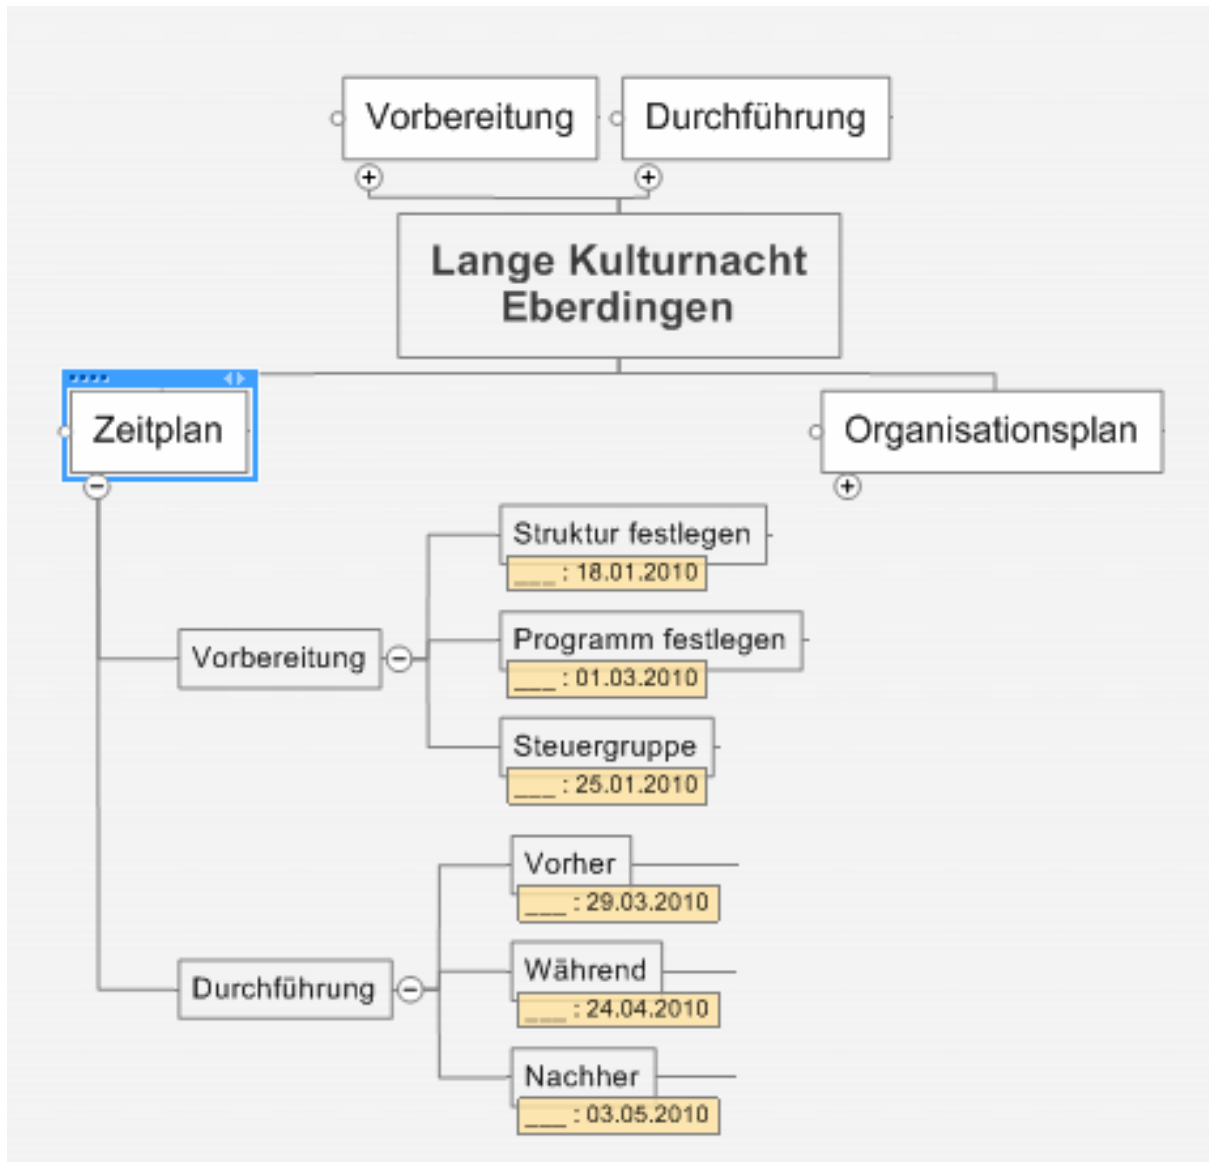 Vorbereitung
Durchführung
Lange Kulturnacht
Eberdingen
Zeitplan
Organisationsplan
Struktur festlegen
___ : 18.01.2010
Programm festlegen
___ : 01.03.2010
Vorbereitung
Steuergruppe
___ : 25.01.2010
Vorher
___ : 29.03.2010
Während
___ : 24.04.2010
Durchführung
Nachher
___ : 03.05.2010